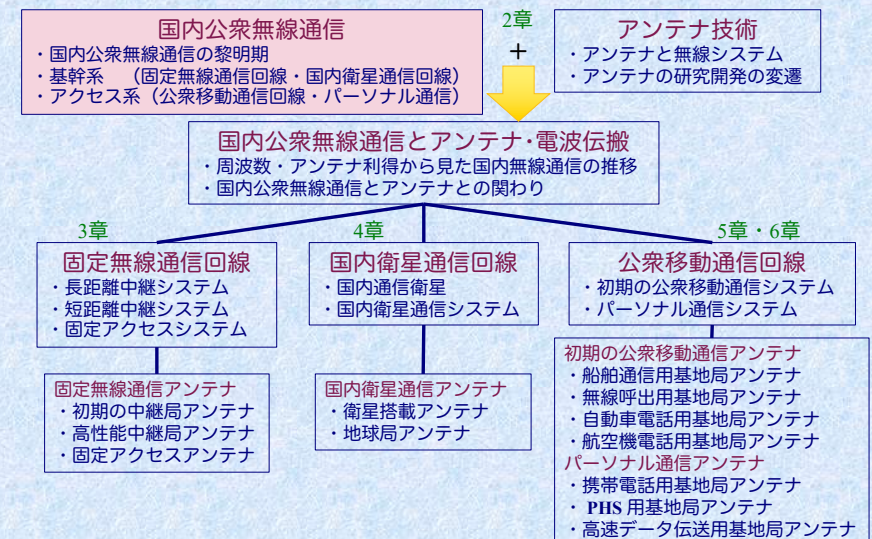 国内公衆無線通信
・国内公衆無線通信の黎明期
・基幹系　（固定無線通信回線・国内衛星通信回線）
・アクセス系（公衆移動通信回線・パーソナル通信）
2章
+
アンテナ技術
・アンテナと無線システム
・アンテナの研究開発の変遷
国内公衆無線通信とアンテナ・電波伝搬
・周波数・アンテナ利得から見た国内無線通信の推移
・国内公衆無線通信とアンテナとの関わり
3章
固定無線通信回線
・長距離中継システム
・短距離中継システム
・固定アクセスシステム
4章
国内衛星通信回線
・国内通信衛星
・国内衛星通信システム
5章・6章
公衆移動通信回線
・初期の公衆移動通信システム
・パーソナル通信システム
固定無線通信アンテナ
・初期の中継局アンテナ
・高性能中継局アンテナ
・固定アクセスアンテナ
国内衛星通信アンテナ
・衛星搭載アンテナ
・地球局アンテナ
初期の公衆移動通信アンテナ
・船舶通信用基地局アンテナ
・無線呼出用基地局アンテナ
・自動車電話用基地局アンテナ
・航空機電話用基地局アンテナ
パーソナル通信アンテナ
・携帯電話用基地局アンテナ
・ PHS 用基地局アンテナ
・高速データ伝送用基地局アンテナ